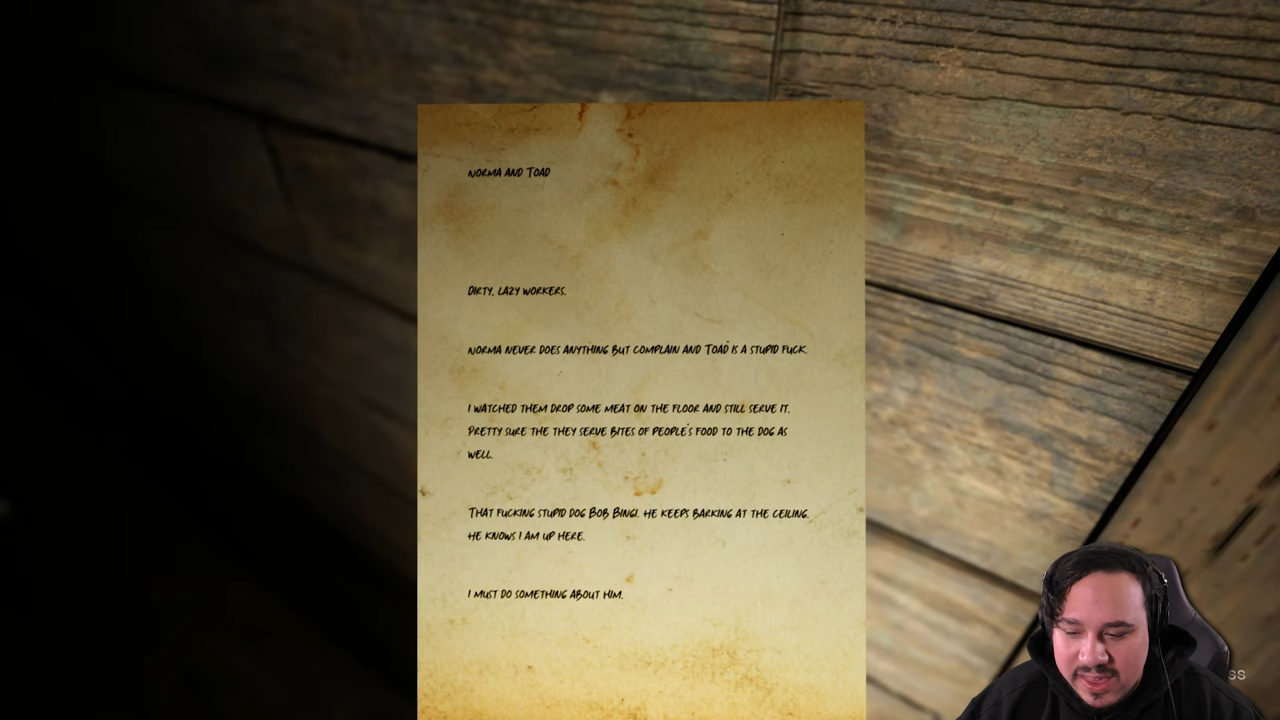 NORMA AND TOAD
DIRTY, LAZY WORKERS.
NORMA NEVER DOES ANYTHING BUT COMPLAIN AND TOAD IS A STUPID FUCK.
I WATCHED THEM DROP SOME MEAT ON THE FLOOR AND STILL SERVE IT.
PRETTY SURE THE THEY SERVE BITES OF PEOPLE'S FOOD TO THE DOG AS
WELL.
THAT FUCKING STUPID DOG BOB BINGI. HE KEEPS BARKING AT THE CEILING.
HE KNOWS I AM UP HERE.
I MUST DO SOMETHING ABOUT HIM.